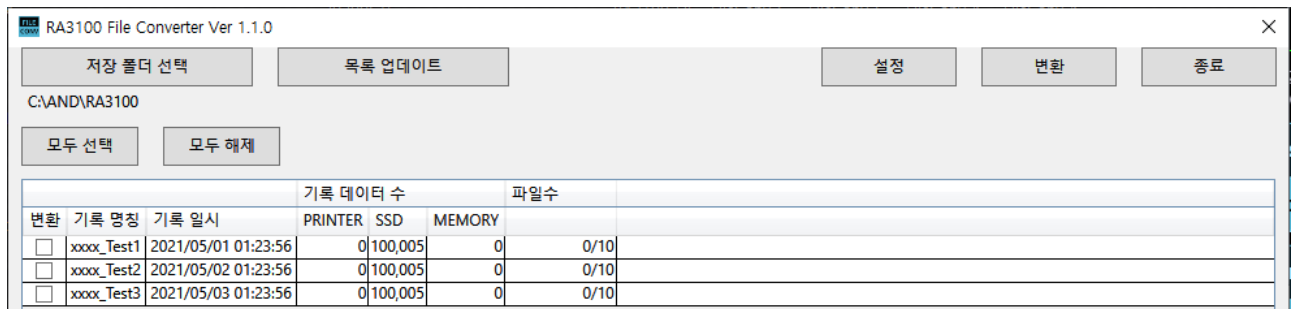 FILE CONV RA3100 File Converter Ver 1.1.0
저장 폴더 선택 목록 업데이트 설정 변환 종료
C:\AND\RA3100
모두 선택 모두 해제
기록 데이터 수 파일수
변환 기록 명칭 기록 일시 PRINTER SSD MEMORY
xxxx_Test1 2021/05/01 01:23:56 0 100,005 0 0/10
xxxx_Test2 2021/05/02 01:23:56 0 100,005 0 0/10
xxxx_Test3 2021/05/03 01:23:56 0 100,005 0 0/10